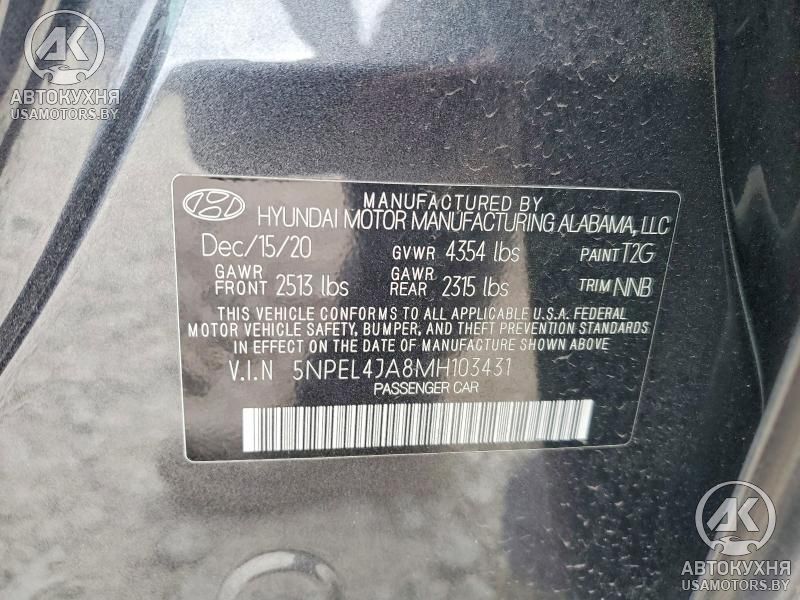 АК
АВТОКУХНЯ
USAMOTORS.BY
MANUFACTURED BY
HYUNDAI MOTOR MANUFACTURING ALABAMA, LLC
Dec/15/20 GVWR 4354 lbs PAINT T2G
GAWR FRONT 2513 lbs GAWR REAR 2315 lbs TRIM NNB
THIS VEHICLE CONFORMS TO ALL APPLICABLE U.S.A. FEDERAL
MOTOR VEHICLE SAFETY, BUMPER, AND THEFT PREVENTION STANDARDS
IN EFFECT ON THE DATE OF MANUFACTURE SHOWN ABOVE.
V.I.N 5NPEL4JA8MH103431
PASSENGER CAR
АК
АВТОКУХНЯ
USAMOTORS.BY